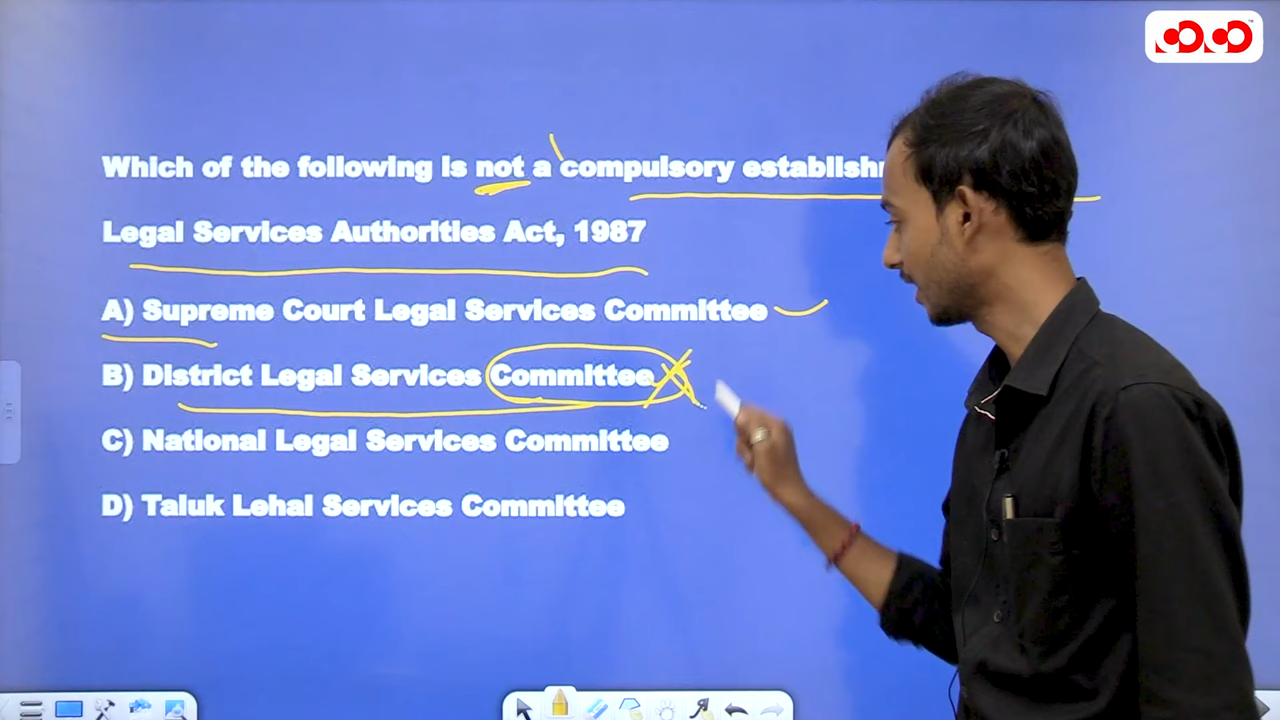 Which of the following is not a compulsory
Legal Services Authorities Act, 1987
A) Supreme Court Legal Services Committee
B) District Legal Services Committee
C) National Legal Services Committee
D) Taluk Lehal Services Committee